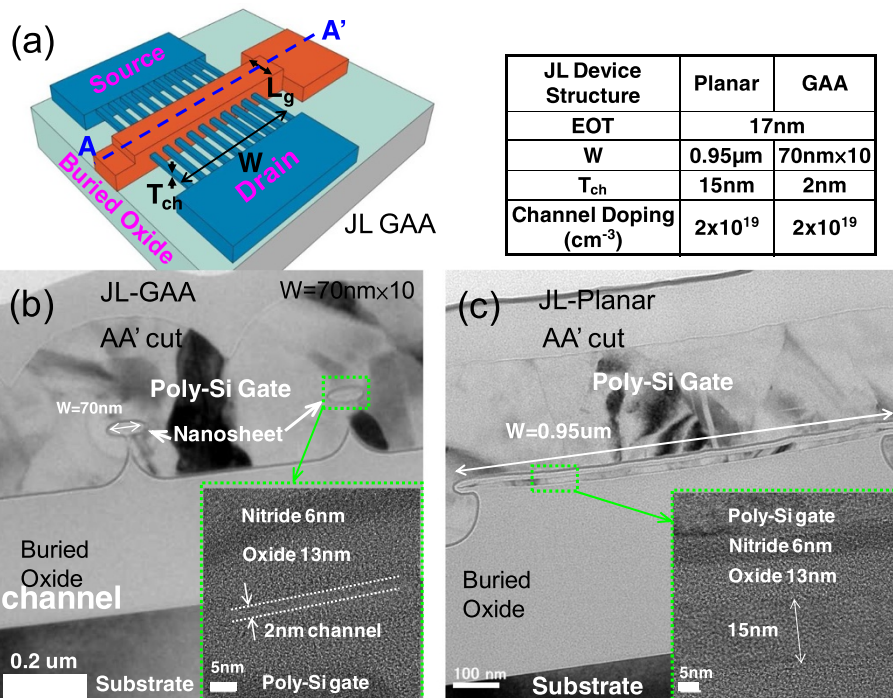 (a)
A'
Source
Lg
A
W
Tch
Drain
Buried Oxide
JL GAA
JL Device Structure Planar GAA
EOT 17nm
W 0.95μm 70nm×10
Tch 15nm 2nm
Channel Doping (cm-3) 2x10^19 2x10^19
(b)
JL-GAA
W=70nm×10
AA' cut
Poly-Si Gate
W=70nm
Nanosheet
Nitride 6nm
Oxide 13nm
2nm channel
5nm
Poly-Si gate
Buried
Oxide
channel
0.2 um
Substrate
(c)
JL-Planar
AA' cut
Poly-Si Gate
W=0.95um
Poly-Si gate
Nitride 6nm
Oxide 13nm
15nm
5nm
Buried
Oxide
100 nm
Substrate